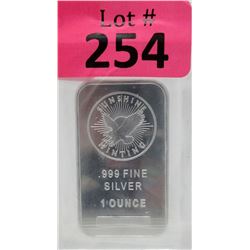 Lot #
254
SUNSHINE
MINTING
.999 FINE
SILVER
1 OUNCE